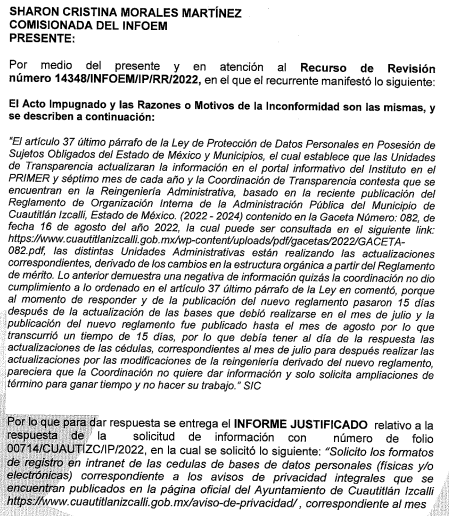 SHARON CRISTINA MORALES MARTÍNEZ
COMISIONADA DEL INFOEM
PRESENTE:
Por medio del presente y en atención al Recurso de Revisión
número 14348/INFOEM/IP/RR/2022, en el que el recurrente manifestó lo siguiente:
El Acto Impugnado y las Razones o Motivos de la Inconformidad son las mismas, y
se describen a continuación:
"El artículo 37 último párrafo de la Ley de Protección de Datos Personales en Posesión de
Sujetos Obligados del Estado de México y Municipios, el cual establece que las Unidades
de Transparencia actualizaran la información en el portal informativo del Instituto en el
PRIMER y séptimo mes de cada año y la Coordinación de Transparencia contesta que se
encuentran en la Reingeniería Administrativa, basado en la reciente publicación del
Reglamento de Organización Interna de la Administración Pública del Municipio de
Cuautitlán Izcalli, Estado de México. (2022 - 2024) contenido en la Gaceta Número: 082, de
fecha 16 de agosto del año 2022, la cual puede ser consultada en el siguiente link:
https://www.cuautitlanizcalli.gob.mx/wp-content/uploads/pdf/gacetas/2022/GACETA-
082.pdf, las distintas Unidades Administrativas están realizando las actualizaciones
correspondientes, derivado de los cambios en la estructura orgánica a partir del Reglamento
de mérito. Lo anterior demuestra una negativa de información quizás la coordinación no dio
cumplimiento a lo ordenado en el artículo 37 último párrafo de la Ley en comentó, porque
al momento de responder y de la publicación del nuevo reglamento pasaron 15 días
después de la actualización de las bases que debió realizarse en el mes de julio y la
publicación del nuevo reglamento fue publicado hasta el mes de agosto por lo que
transcurrió un tiempo de 15 días, por lo que debía tener al día de la respuesta las
actualizaciones de las cédulas, correspondientes al mes de julio para después realizar las
actualizaciones por las modificaciones de la reingeniería derivado del nuevo reglamento,
pareciera que la Coordinación no quiere dar información y solo solicita ampliaciones de
término para ganar tiempo y no hacer su trabajo." SIC
Por lo que para dar respuesta se entrega el INFORME JUSTIFICADO relativo a la
respuesta de la solicitud de información con número de folio
00714/CUAUTIZC/IP/2022, en la cual se solicitó lo siguiente: "Solicito los formatos
de registro en intranet de las cedulas de bases de datos personales (físicas y/o
electrónicas) correspondiente a los avisos de privacidad integrales que se
encuentran publicados en la página oficial del Ayuntamiento de Cuautitlán Izcalli
https://www.cuautitlanizcalli.gob.mx/aviso-de-privacidad/ , correspondiente al mes